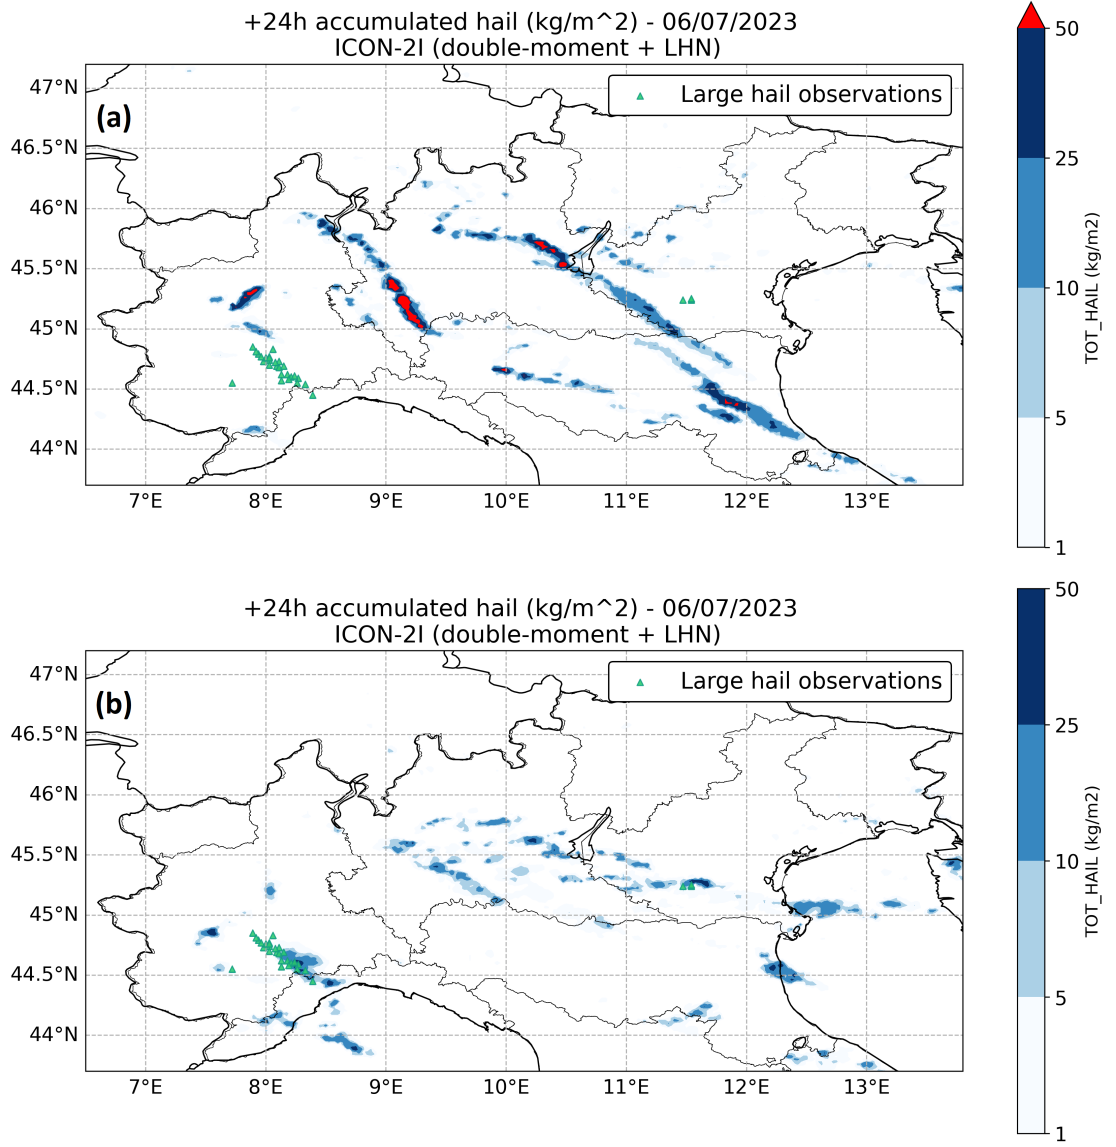 +24h accumulated hail (kg/m^2) - 06/07/2023
ICON-2I (double-moment + LHN)
(a)
Large hail observations
47°N
46.5°N
46°N
45.5°N
45°N
44.5°N
44°N
7°E 8°E 9°E 10°E 11°E 12°E 13°E
50
25
10
5
1
TOT_HAIL (kg/m2)
+24h accumulated hail (kg/m^2) - 06/07/2023
ICON-2I (double-moment + LHN)
(b)
Large hail observations
47°N
46.5°N
46°N
45.5°N
45°N
44.5°N
44°N
7°E 8°E 9°E 10°E 11°E 12°E 13°E
50
25
10
5
1
TOT_HAIL (kg/m2)